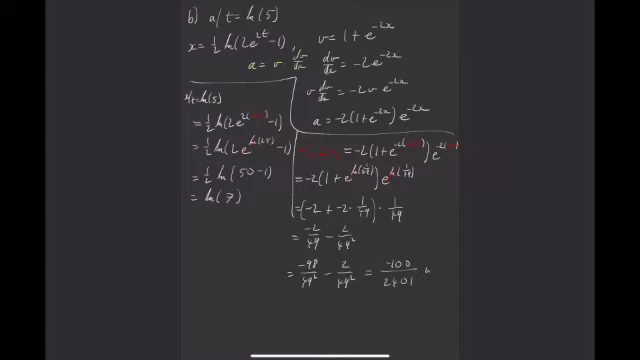 b) a/t = ln(5)
x = 1/2 ln(2e^{2t} - 1),
a = v dv/dx
v = 1 + e^{-2x}
dv/dx = -2e^{-2x}
v dv/dx = -2v e^{-2x}
a = -2(1 + e^{-2x}) e^{-2x}
x/t = ln(5)
= 1/2 ln(2e^{2( )} - 1)
= 1/2 ln(2e^{ln(25)} - 1)
= 1/2 ln(50 - 1)
= ln(7)
= -2(1 + e^{-2( )}) e^{-2( )}
= -2(1 + e^{ln(1/49)}) e^{ln(1/49)}
= (-2 + -2 · 1/49) · 1/49
= -2/49 - 2/49²
= -98/49² - 2/49² = -100/2401